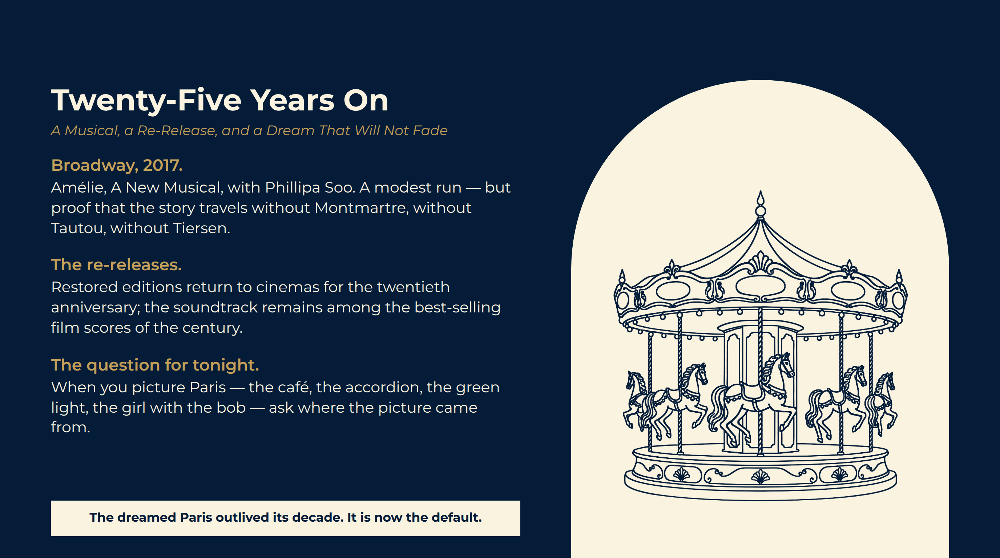 Twenty-Five Years On
A Musical, a Re-Release, and a Dream That Will Not Fade
Broadway, 2017.
Amélie, A New Musical, with Phillipa Soo. A modest run — but
proof that the story travels without Montmartre, without
Tautou, without Tiersen.
The re-releases.
Restored editions return to cinemas for the twentieth
anniversary; the soundtrack remains among the best-selling
film scores of the century.
The question for tonight.
When you picture Paris — the café, the accordion, the green
light, the girl with the bob — ask where the picture came
from.
The dreamed Paris outlived its decade. It is now the default.